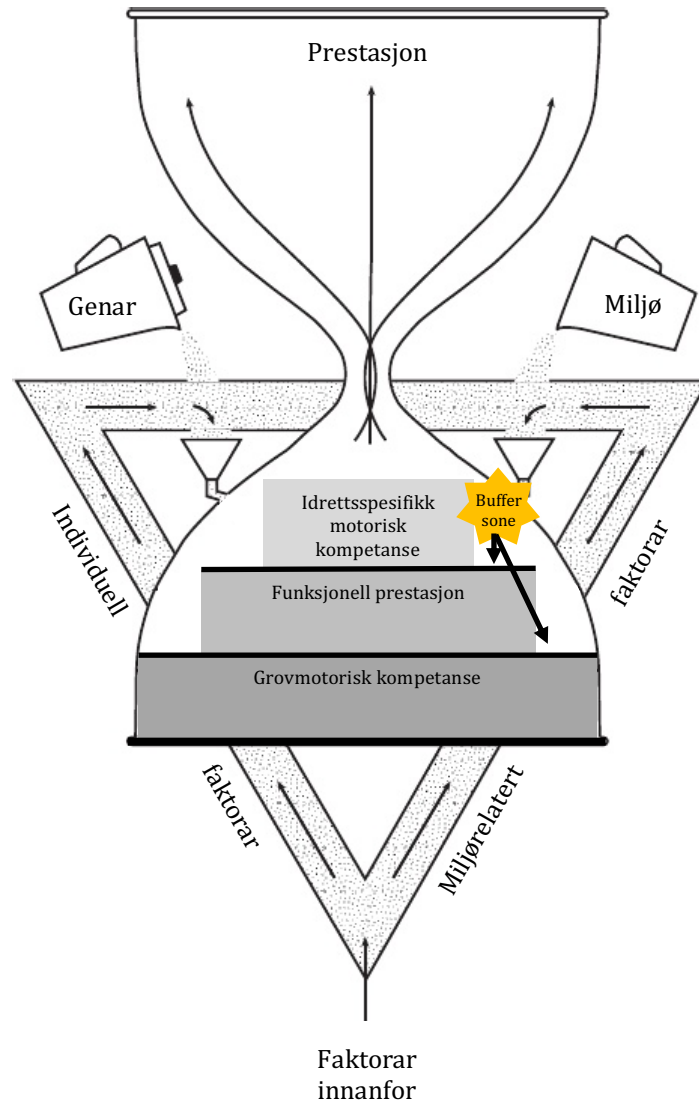 Prestasjon
Genar
Miljø
Individuell
faktorar
Idrettsspesifikk
motorisk
kompetanse
Buffer
sone
Funksjonell prestasjon
Grovmotorisk kompetanse
faktorar
Miljørelatert
Faktorar
innanfor